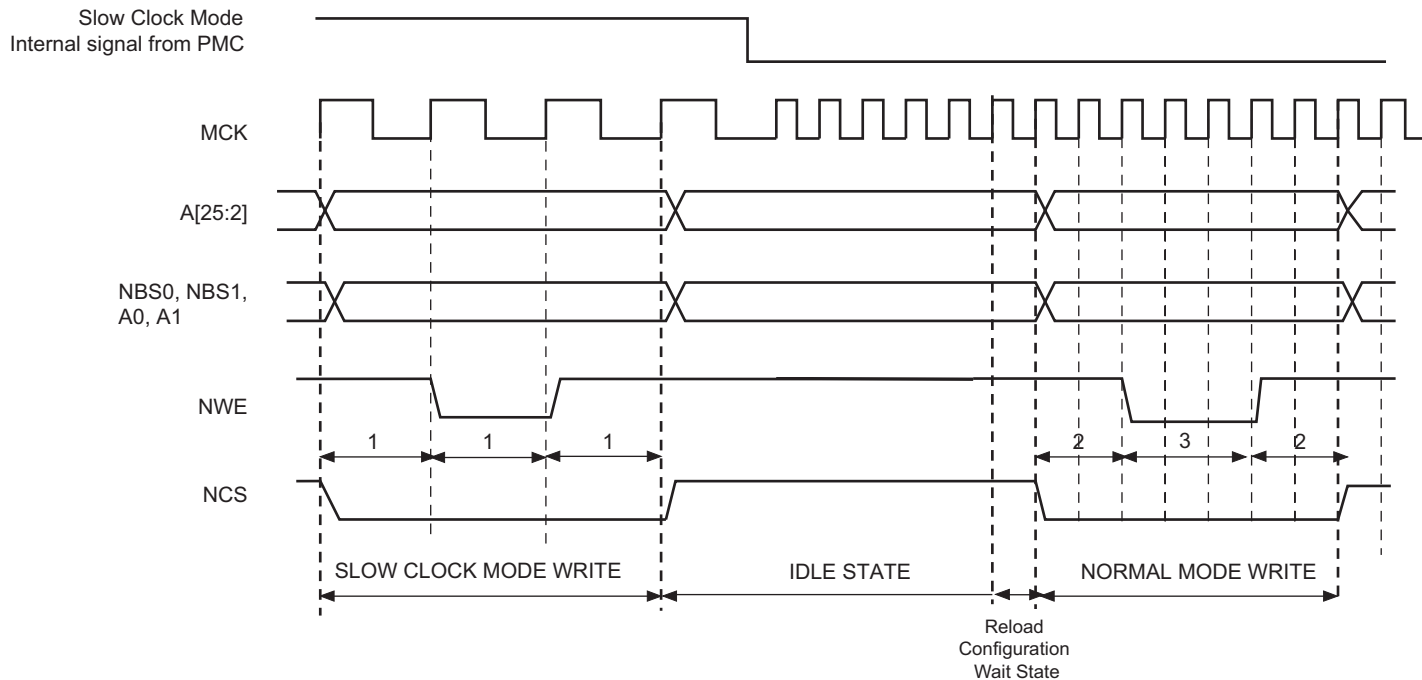 Slow Clock Mode
Internal signal from PMC
MCK
A[25:2]
NBS0, NBS1,
A0, A1
NWE
1 1 1 2 3 2
NCS
SLOW CLOCK MODE WRITE IDLE STATE NORMAL MODE WRITE
Reload
Configuration
Wait State